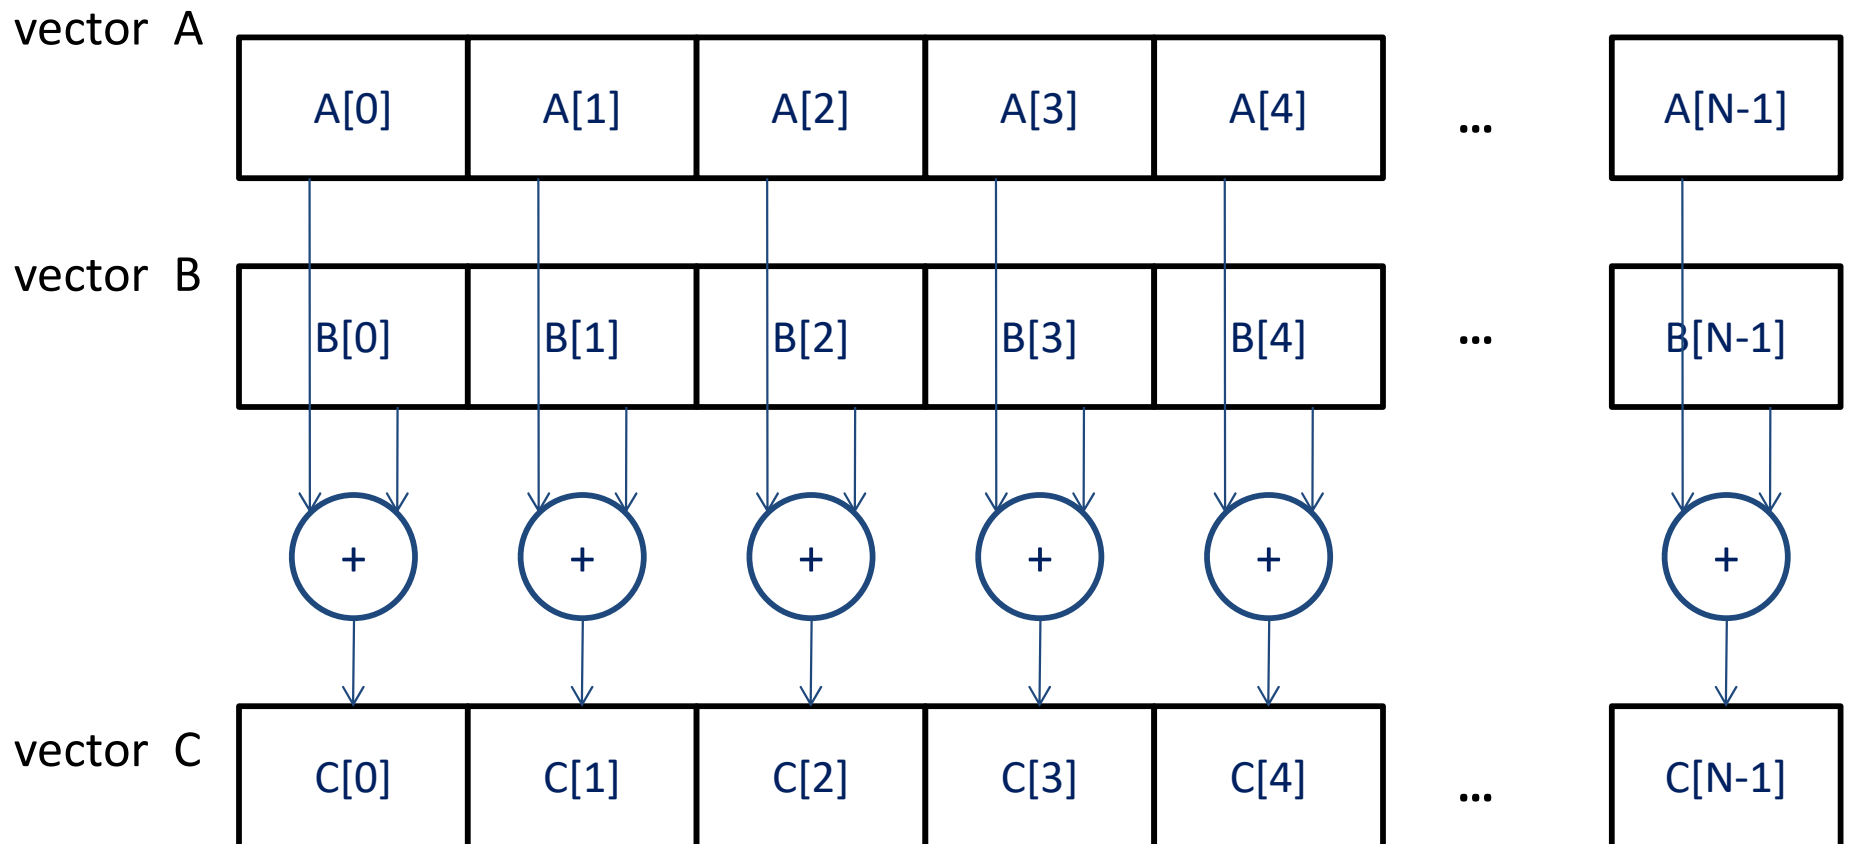 vector A
A[0] A[1] A[2] A[3] A[4] ... A[N-1]
vector B
B[0] B[1] B[2] B[3] B[4] ... B[N-1]
+ + + + + +
vector C
C[0] C[1] C[2] C[3] C[4] ... C[N-1]